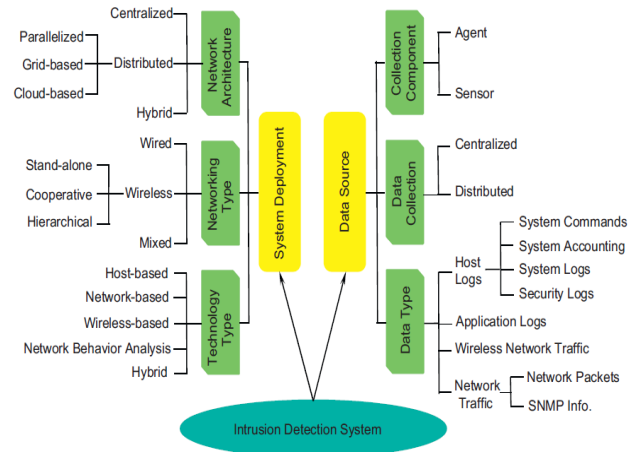 Centralized
Parallelized
Grid-based
Distributed
Cloud-based
Hybrid
Network
Architecture
Wired
Stand-alone
Cooperative
Wireless
Hierarchical
Mixed
Networking
Type
Host-based
Network-based
Wireless-based
Network Behavior Analysis
Hybrid
Technology
Type
System Deployment
Data Source
Collection
Component
Agent
Sensor
Data
Collection
Centralized
Distributed
Data Type
Host
Logs
System Commands
System Accounting
System Logs
Security Logs
Application Logs
Wireless Network Traffic
Network
Traffic
Network Packets
SNMP Info.
Intrusion Detection System